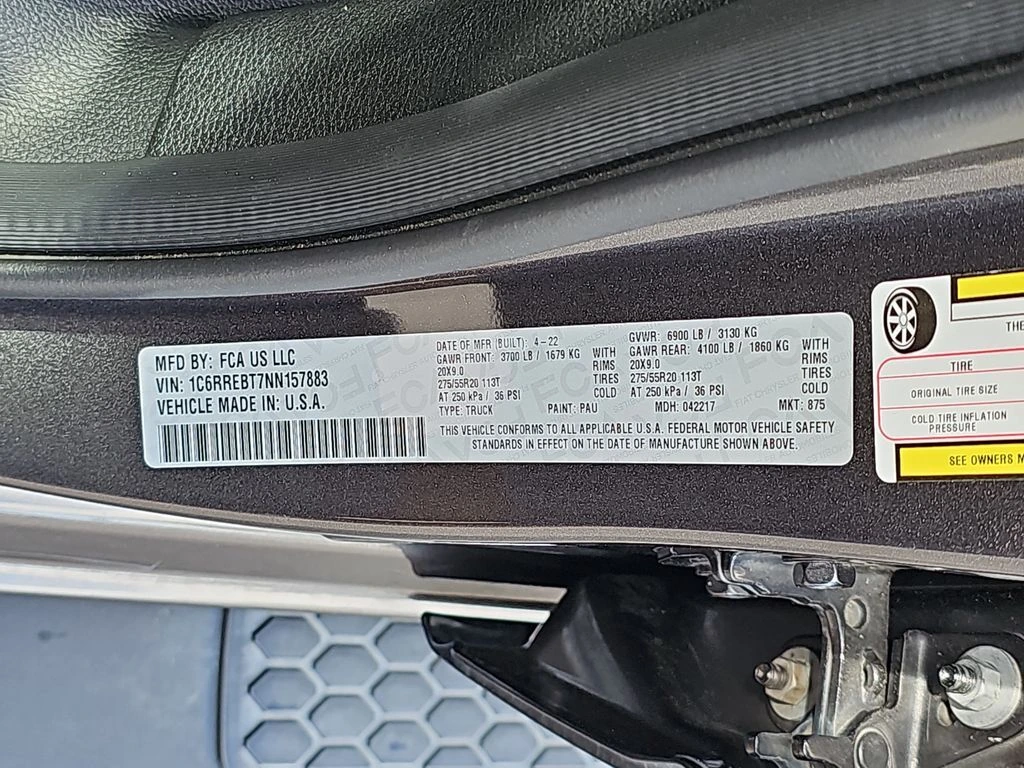 MFD BY: FCA US LLC
VIN: 1C6RREBT7NN157883
VEHICLE MADE IN: U.S.A.
DATE OF MFR (BUILT): 4-22
GAWR FRONT: 3700 LB / 1679 KG
20X9.0
275/55R20 113T
AT 250 kPa / 36 PSI
TYPE: TRUCK
WITH
RIMS
TIRES
COLD
GVWR: 6900 LB / 3130 KG
GAWR REAR: 4100 LB / 1860 KG
20X9.0
275/55R20 113T
AT 250 kPa / 36 PSI
WITH
RIMS
TIRES
COLD
PAINT: PAU
MDH: 042217
MKT: 875
THIS VEHICLE CONFORMS TO ALL APPLICABLE U.S.A. FEDERAL MOTOR VEHICLE SAFETY
STANDARDS IN EFFECT ON THE DATE OF MANUFACTURE SHOWN ABOVE.
THE
TIRE
ORIGINAL TIRE SIZE
COLD TIRE INFLATION
PRESSURE
SEE OWNERS M